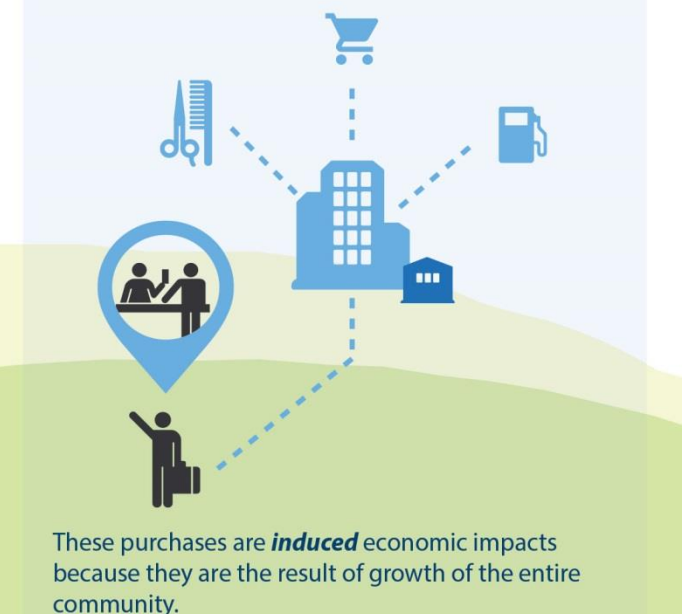 These purchases are induced economic impacts
because they are the result of growth of the entire
community.